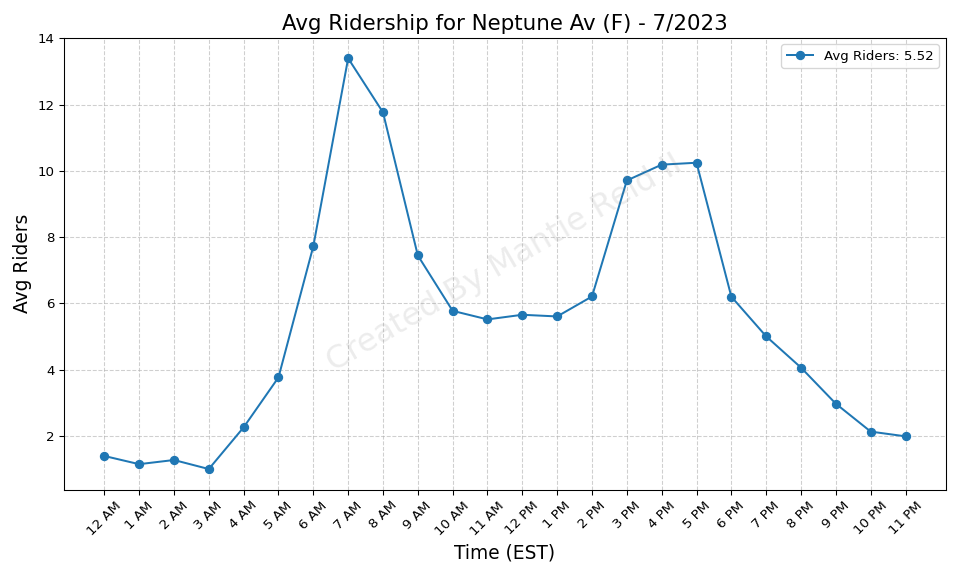 Avg Ridership for Neptune Av (F) - 7/2023
Avg Riders: 5.52
Avg Riders
14
12
10
8
6
4
2
Created By Mantie Reid II
12 AM
1 AM
2 AM
3 AM
4 AM
5 AM
6 AM
7 AM
8 AM
9 AM
10 AM
11 AM
12 PM
1 PM
2 PM
3 PM
4 PM
5 PM
6 PM
7 PM
8 PM
9 PM
10 PM
11 PM
Time (EST)